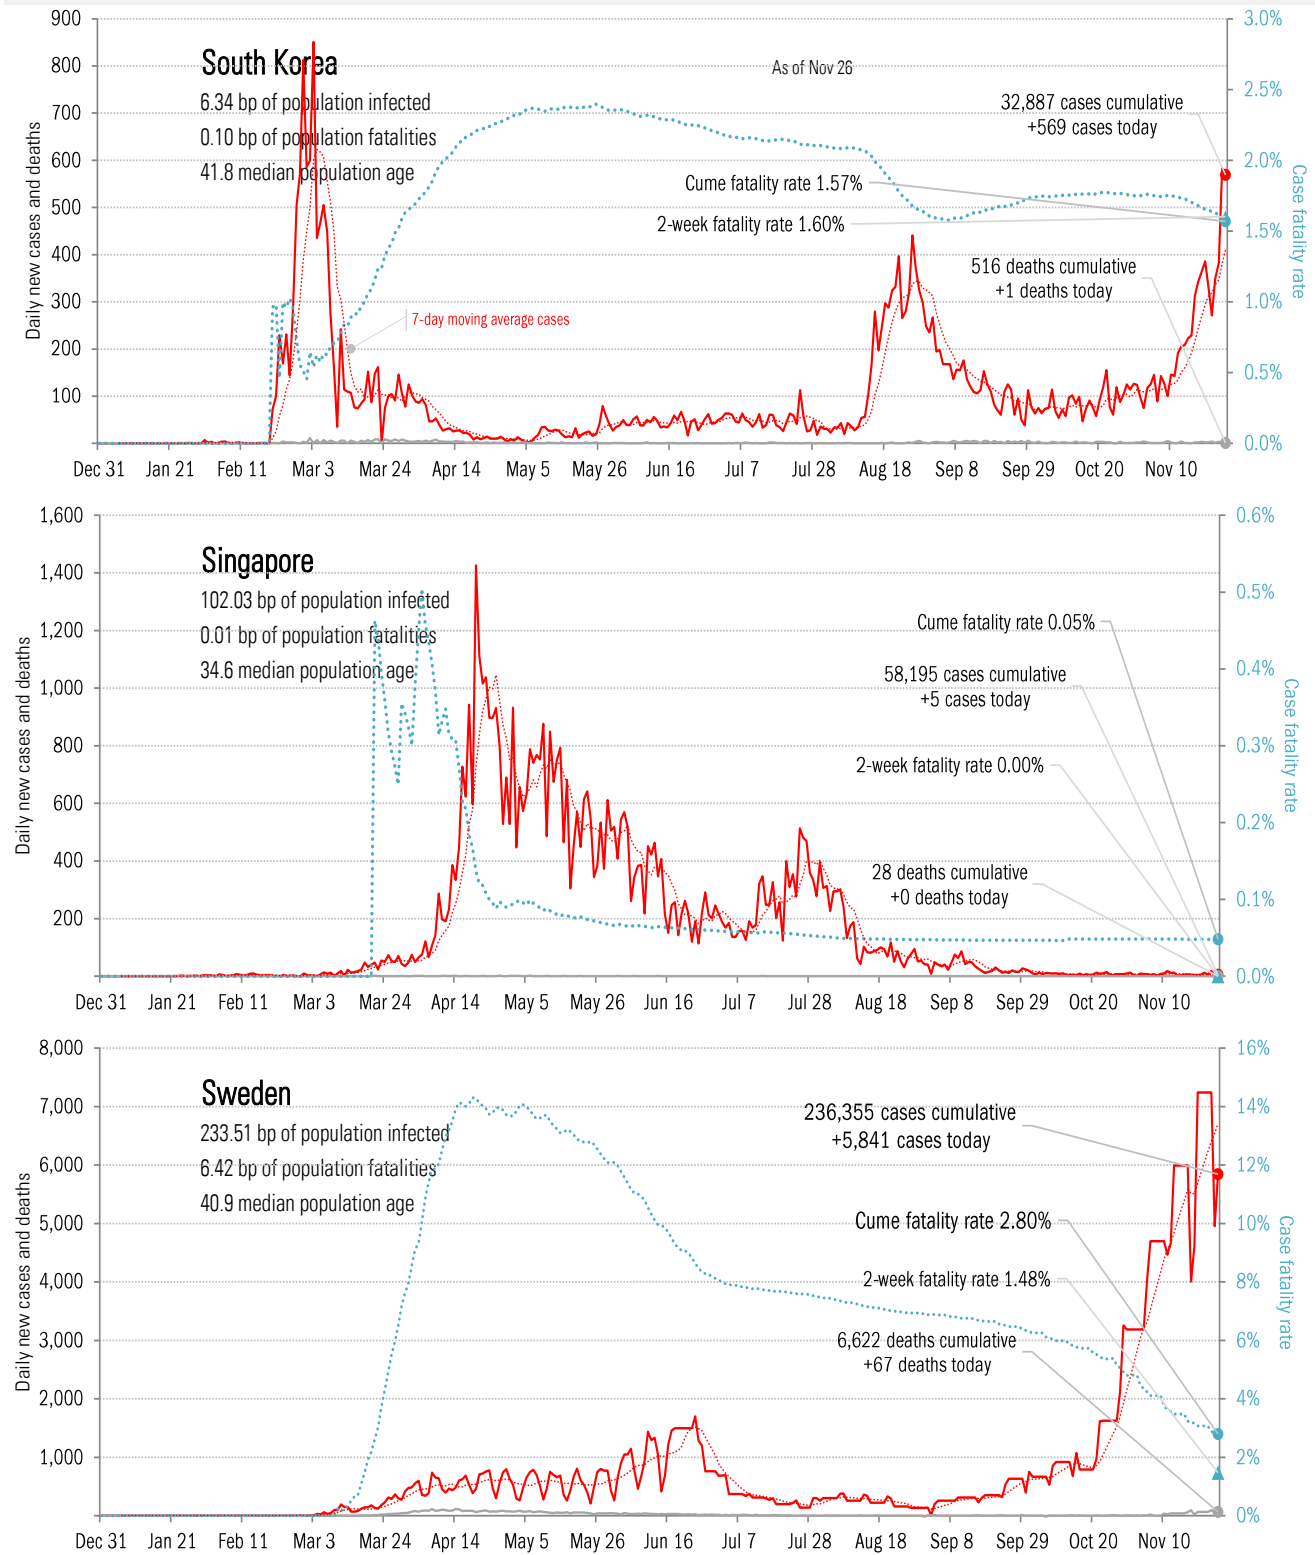 900
800
700
600
500
400
300
200
100
3.0%
2.5%
2.0%
1.5%
1.0%
0.5%
0.0%
Daily new cases and deaths
Case fatality rate
South Korea
6.34 bp of population infected
0.10 bp of population fatalities
41.8 median population age
As of Nov 26
32,887 cases cumulative
+569 cases today
Cume fatality rate 1.57%
2-week fatality rate 1.60%
516 deaths cumulative
+1 deaths today
7-day moving average cases
Dec 31 Jan 21 Feb 11 Mar 3 Mar 24 Apr 14 May 5 May 26 Jun 16 Jul 7 Jul 28 Aug 18 Sep 8 Sep 29 Oct 20 Nov 10
1,600
1,400
1,200
1,000
800
600
400
200
0.6%
0.5%
0.4%
0.3%
0.2%
0.1%
0.0%
Daily new cases and deaths
Case fatality rate
Singapore
102.03 bp of population infected
0.01 bp of population fatalities
34.6 median population age
Cume fatality rate 0.05%
58,195 cases cumulative
+5 cases today
2-week fatality rate 0.00%
28 deaths cumulative
+0 deaths today
Dec 31 Jan 21 Feb 11 Mar 3 Mar 24 Apr 14 May 5 May 26 Jun 16 Jul 7 Jul 28 Aug 18 Sep 8 Sep 29 Oct 20 Nov 10
8,000
7,000
6,000
5,000
4,000
3,000
2,000
1,000
16%
14%
12%
10%
8%
6%
4%
2%
0%
Daily new cases and deaths
Case fatality rate
Sweden
233.51 bp of population infected
6.42 bp of population fatalities
40.9 median population age
236,355 cases cumulative
+5,841 cases today
Cume fatality rate 2.80%
2-week fatality rate 1.48%
6,622 deaths cumulative
+67 deaths today
Dec 31 Jan 21 Feb 11 Mar 3 Mar 24 Apr 14 May 5 May 26 Jun 16 Jul 7 Jul 28 Aug 18 Sep 8 Sep 29 Oct 20 Nov 10